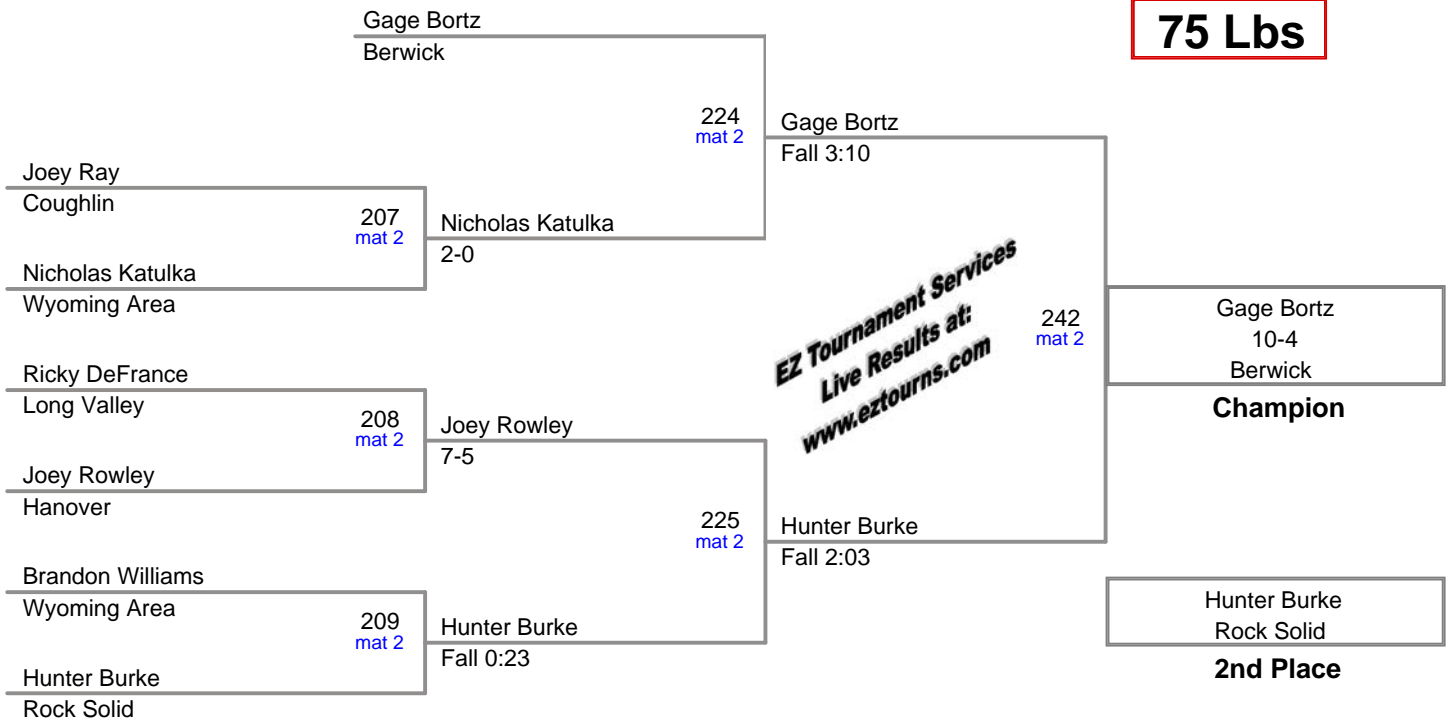 75 Lbs
Gage Bortz
Berwick
224
mat 2
Gage Bortz
Fall 3:10
Joey Ray
Coughlin
207
mat 2
Nicholas Katulka
2-0
Nicholas Katulka
Wyoming Area
EZ Tournament Services
Live Results at:
www.eztourns.com
242
mat 2
Gage Bortz
10-4
Berwick
Champion
Ricky DeFrance
Long Valley
208
mat 2
Joey Rowley
7-5
Joey Rowley
Hanover
225
mat 2
Hunter Burke
Fall 2:03
Brandon Williams
Wyoming Area
209
mat 2
Hunter Burke
Fall 0:23
Hunter Burke
Rock Solid
Hunter Burke
Rock Solid
2nd Place